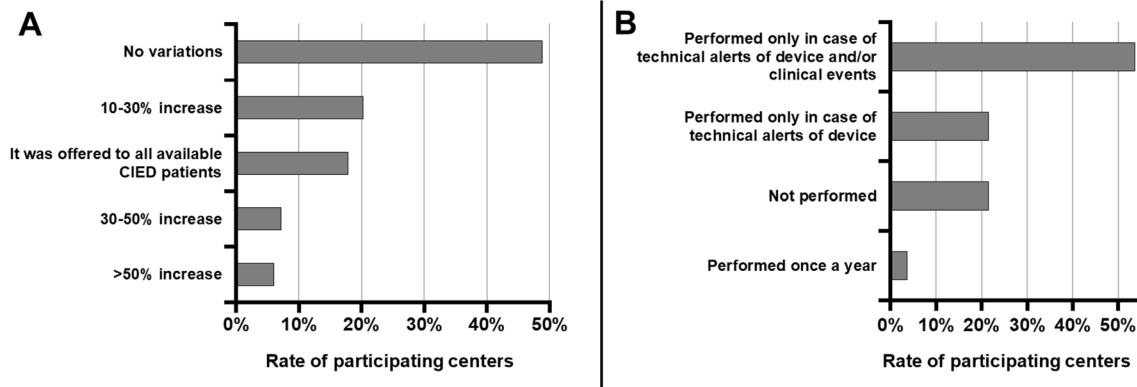 A
No variations
10-30% increase
It was offered to all available
CIED patients
30-50% increase
>50% increase
0% 10% 20% 30% 40% 50%
Rate of participating centers
B
Performed only in case of
technical alerts of device and/or
clinical events
Performed only in case of
technical alerts of device
Not performed
Performed once a year
0% 10% 20% 30% 40% 50%
Rate of participating centers